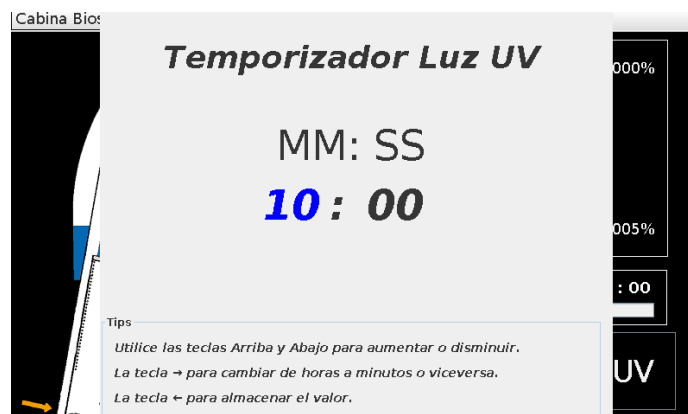 Cabina Bios
Temporizador Luz UV
000%
MM: SS
10 : 00
005%
: 00
Tips
Utilice las teclas Arriba y Abajo para aumentar o disminuir.
La tecla → para cambiar de horas a minutos o viceversa.
UV
La tecla ← para almacenar el valor.